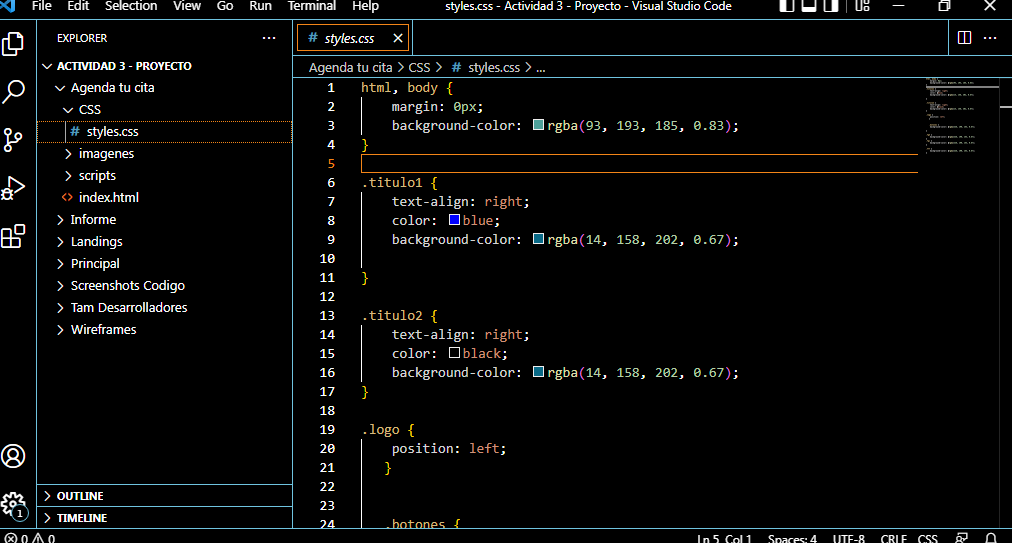 File Edit Selection View Go Run Terminal Help styles.css - Actividad 3 - Proyecto - Visual Studio Code
EXPLORER
ACTIVIDAD 3 - PROYECTO
Agenda tu cita
CSS
# styles.css
imagenes
scripts
<> index.html
Informe
Landings
Principal
Screenshots Codigo
Tam Desarrolladores
Wireframes
OUTLINE
TIMELINE
# styles.css
Agenda tu cita > CSS > # styles.css > ...
1 html, body {
2 margin: 0px;
3 background-color: rgba(93, 193, 185, 0.83);
4 }
5
6 .titulo1 {
7 text-align: right;
8 color: blue;
9 background-color: rgba(14, 158, 202, 0.67);
10
11 }
12
13 .titulo2 {
14 text-align: right;
15 color: black;
16 background-color: rgba(14, 158, 202, 0.67);
17 }
18
19 .logo {
20 position: left;
21 }
22
23
24 .botones {
1
0 0 Ln 5, Col 1 Spaces: 4 UTF-8 CRLF CSS